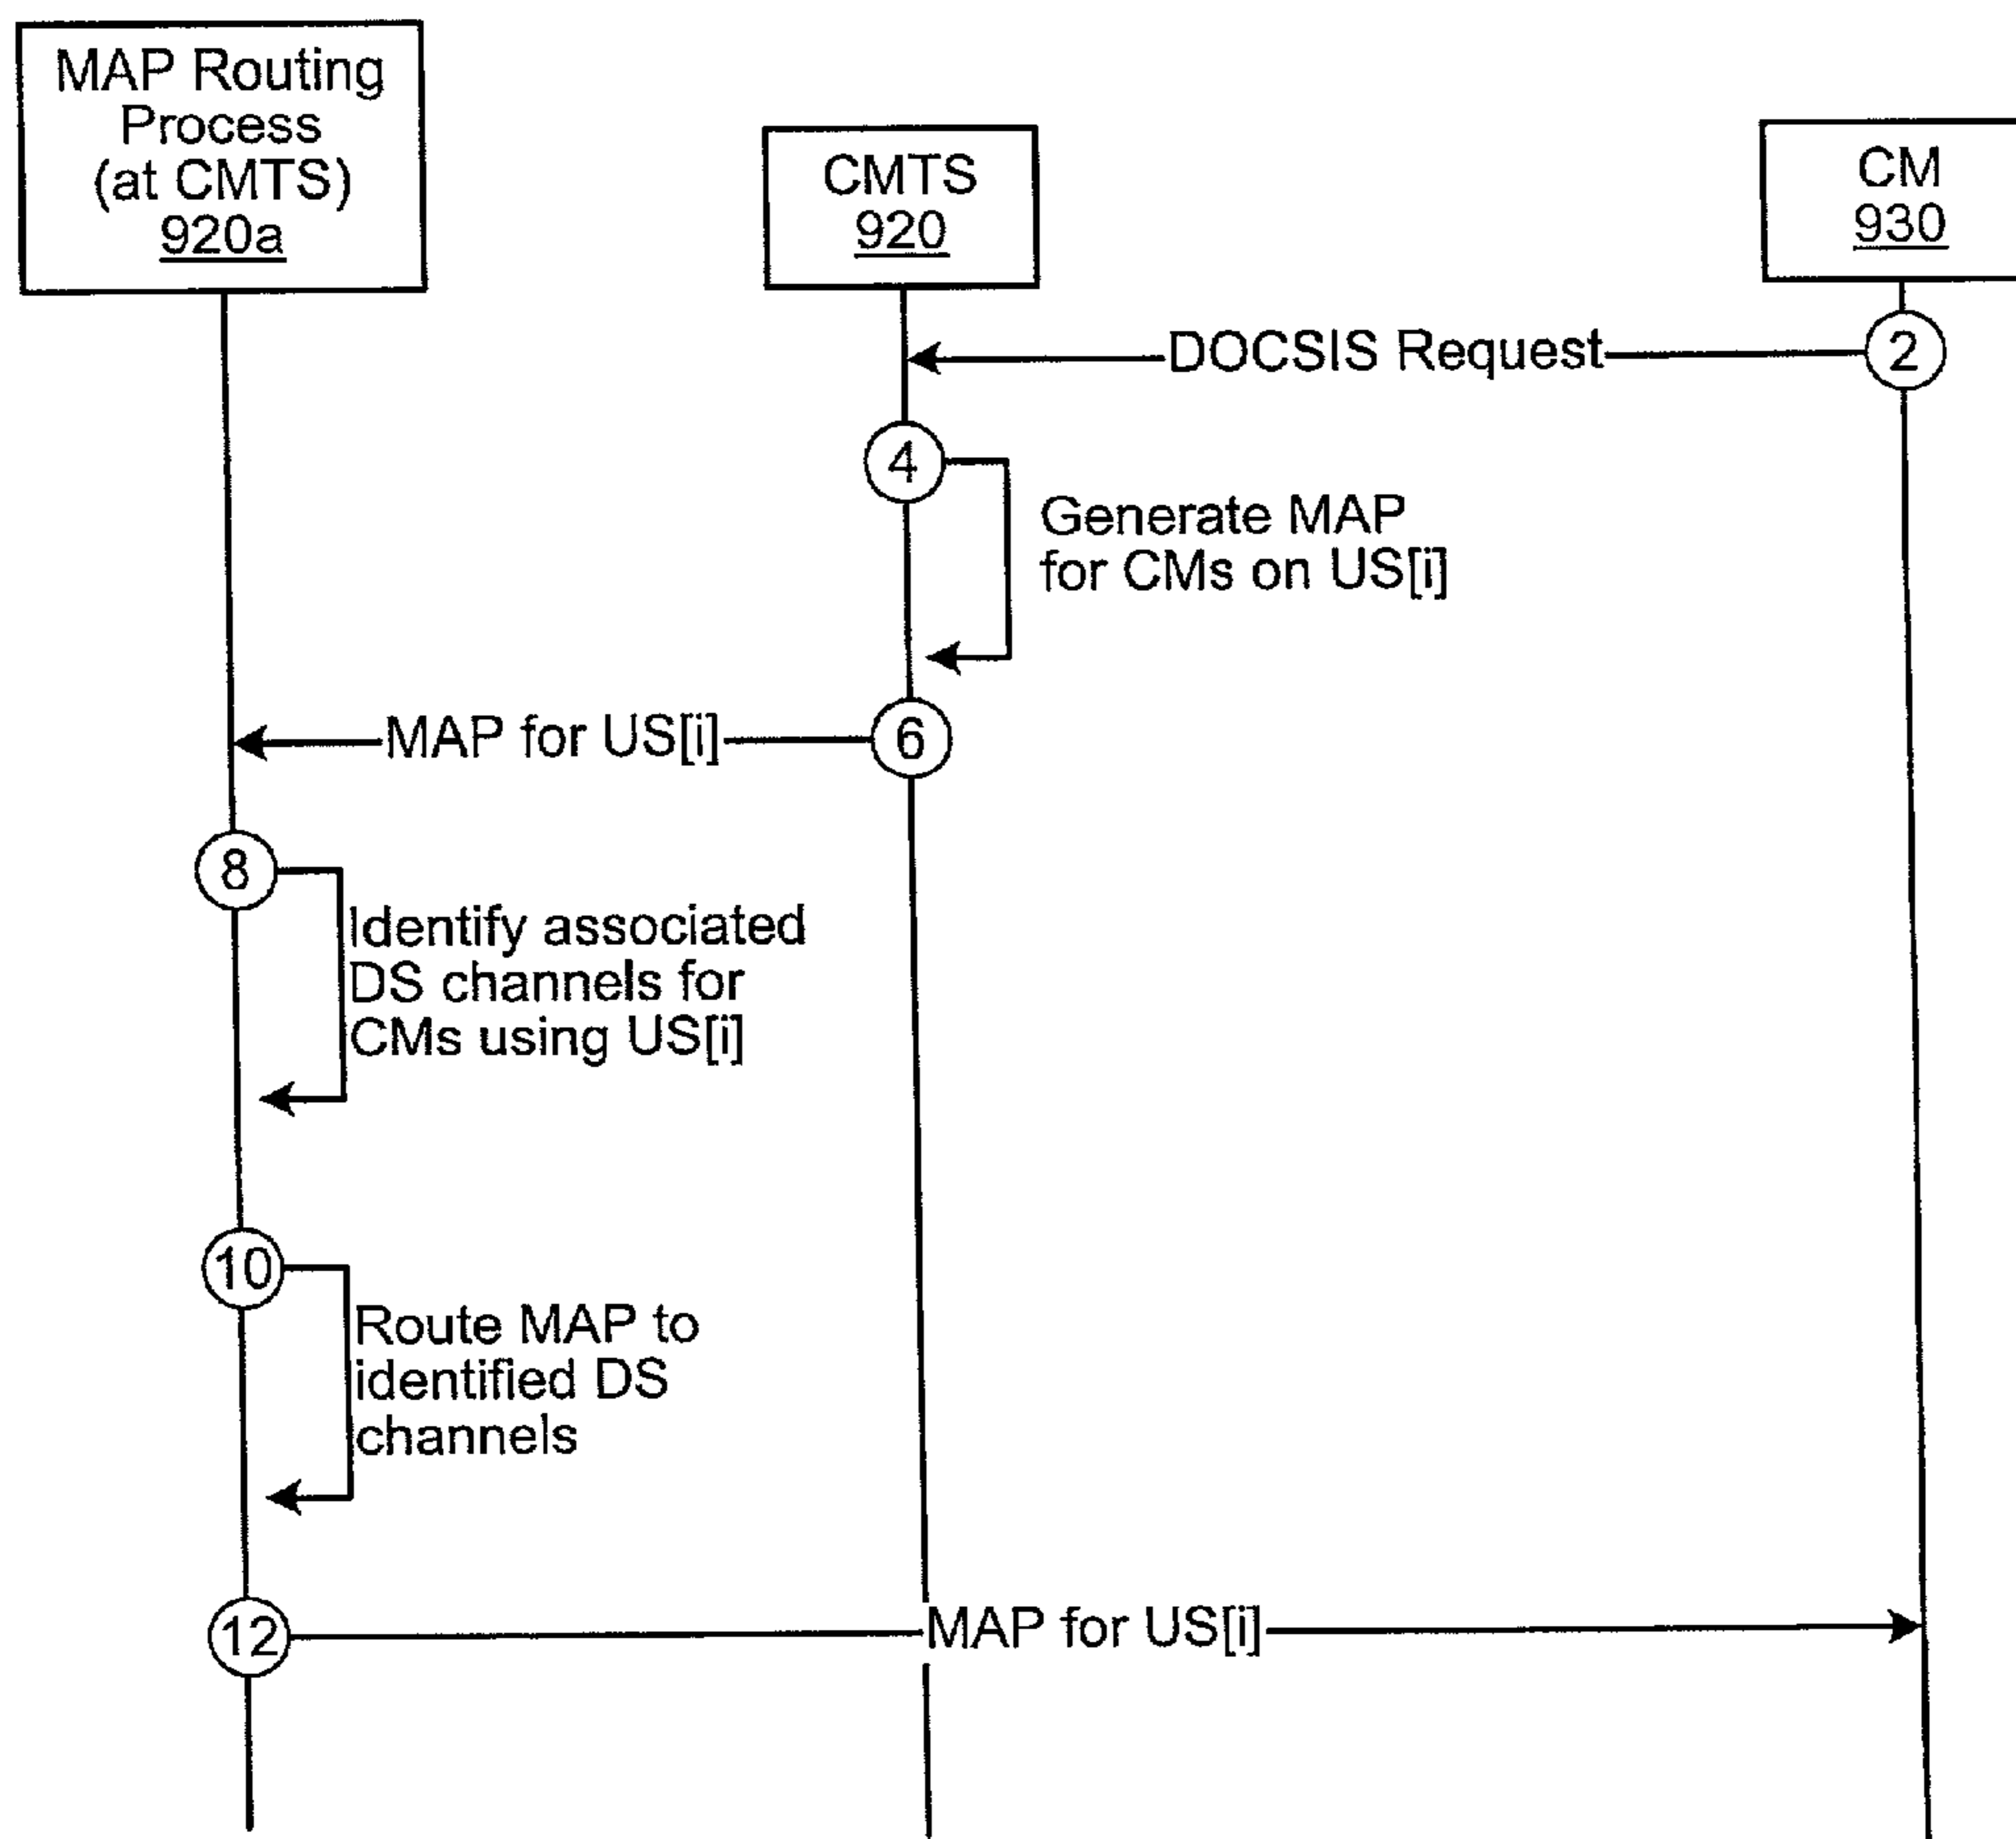 MAP Routing
Process
(at CMTS)
920a
CMTS
920
CM
930
DOCSIS Request
2
4
Generate MAP
for CMs on US[i]
MAP for US[i]
6
8
Identify associated
DS channels for
CMs using US[i]
10
Route MAP to
identified DS
channels
12
MAP for US[i]